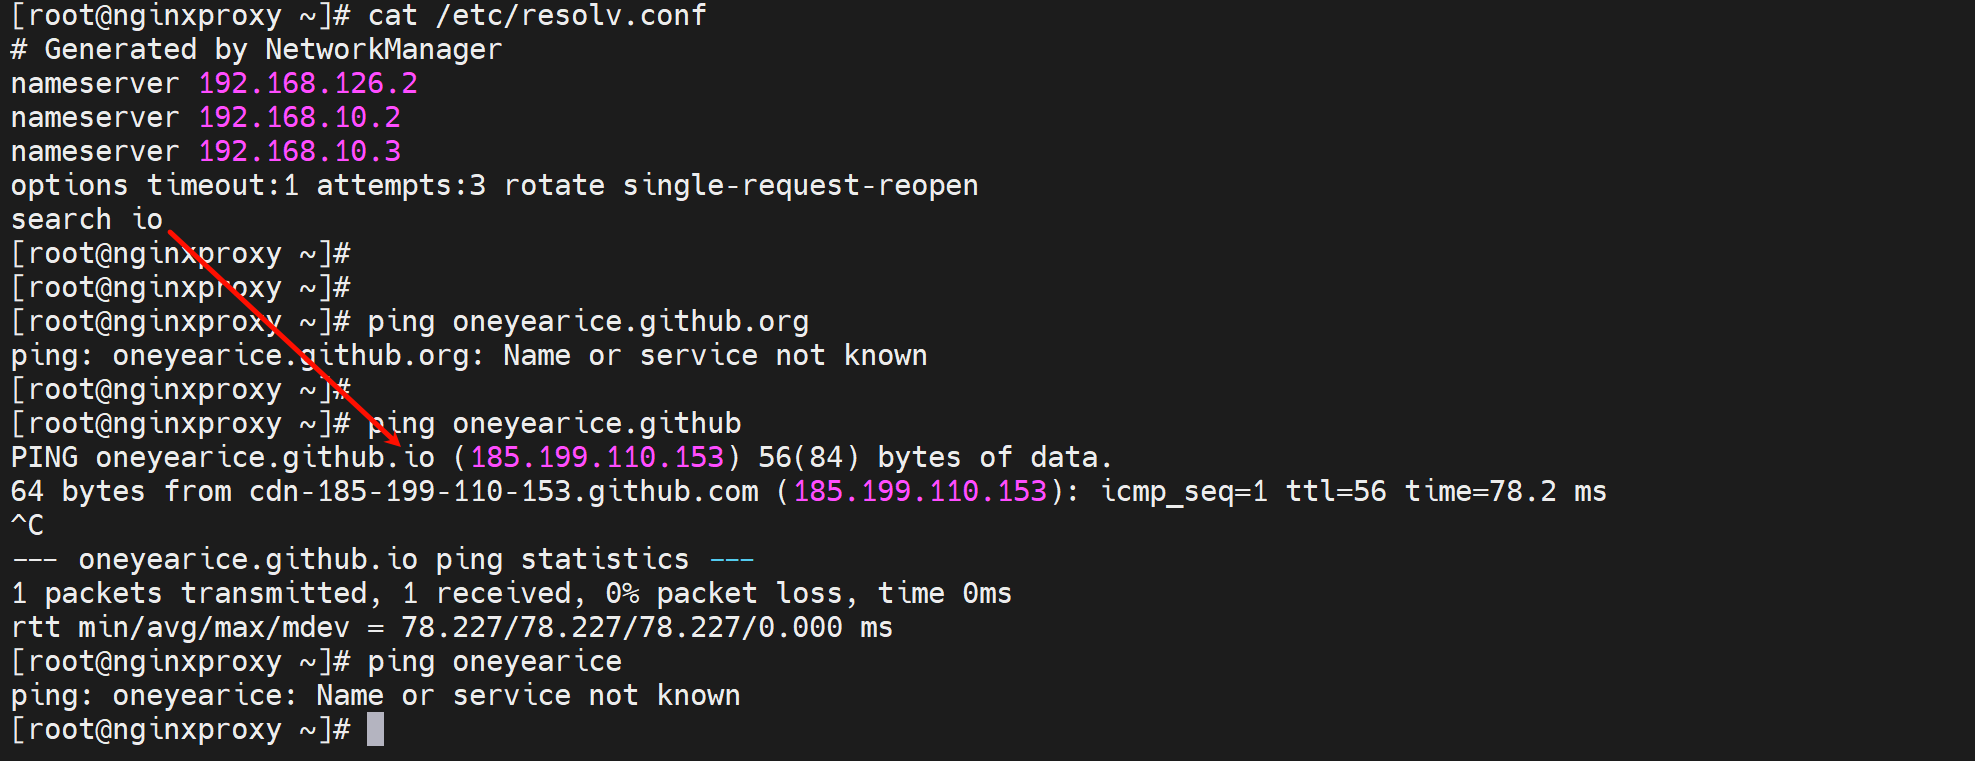 [root@nginxproxy ~]# cat /etc/resolv.conf
# Generated by NetworkManager
nameserver 192.168.126.2
nameserver 192.168.10.2
nameserver 192.168.10.3
options timeout:1 attempts:3 rotate single-request-reopen
search io
[root@nginxproxy ~]#
[root@nginxproxy ~]#
[root@nginxproxy ~]# ping oneyearice.github.org
ping: oneyearice.github.org: Name or service not known
[root@nginxproxy ~]#
[root@nginxproxy ~]# ping oneyearice.github
PING oneyearice.github.io (185.199.110.153) 56(84) bytes of data.
64 bytes from cdn-185-199-110-153.github.com (185.199.110.153): icmp_seq=1 ttl=56 time=78.2 ms
^C
--- oneyearice.github.io ping statistics ---
1 packets transmitted, 1 received, 0% packet loss, time 0ms
rtt min/avg/max/mdev = 78.227/78.227/78.227/0.000 ms
[root@nginxproxy ~]# ping oneyearice
ping: oneyearice: Name or service not known
[root@nginxproxy ~]#